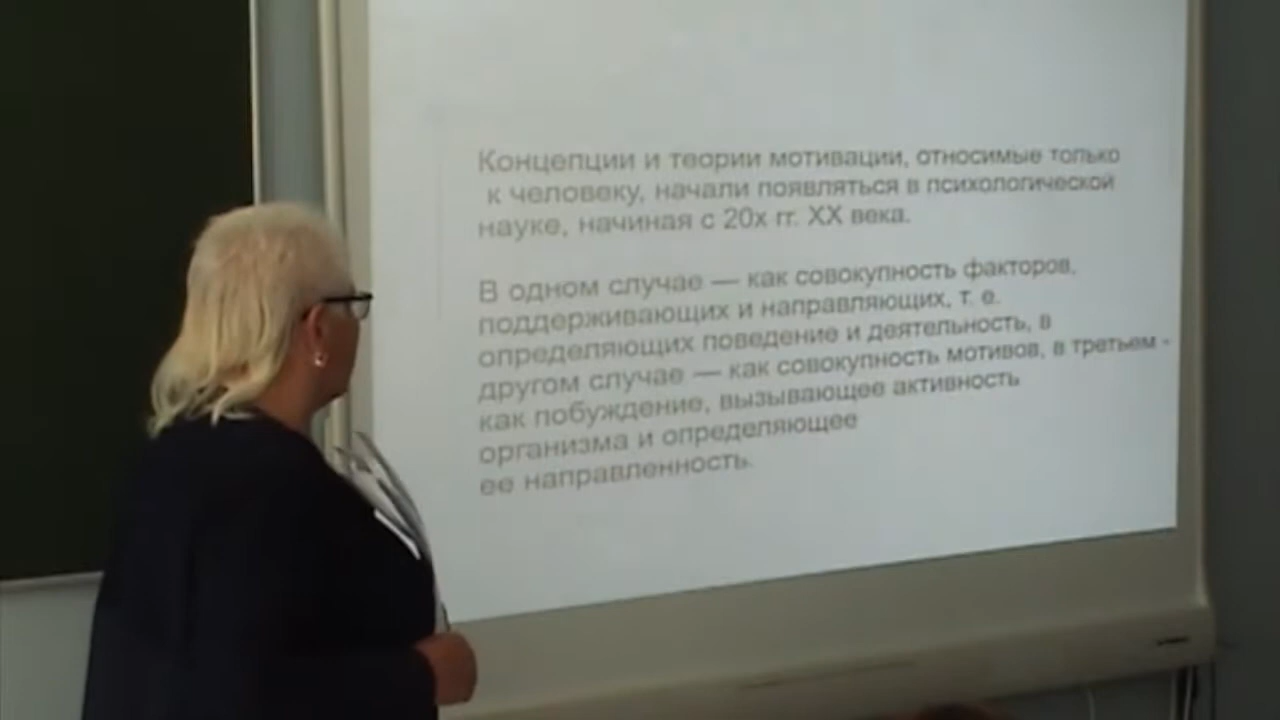 Концепции и теории мотивации, относимые только
к человеку, начали появляться в психологической
науке, начиная с 20х гг. XX века.
В одном случае — как совокупность факторов,
поддерживающих и направляющих, т. е.
определяющих поведение и деятельность, в
другом случае — как совокупность мотивов, в третьем -
как побуждение, вызывающее активность
организма и определяющее
ее направленность.